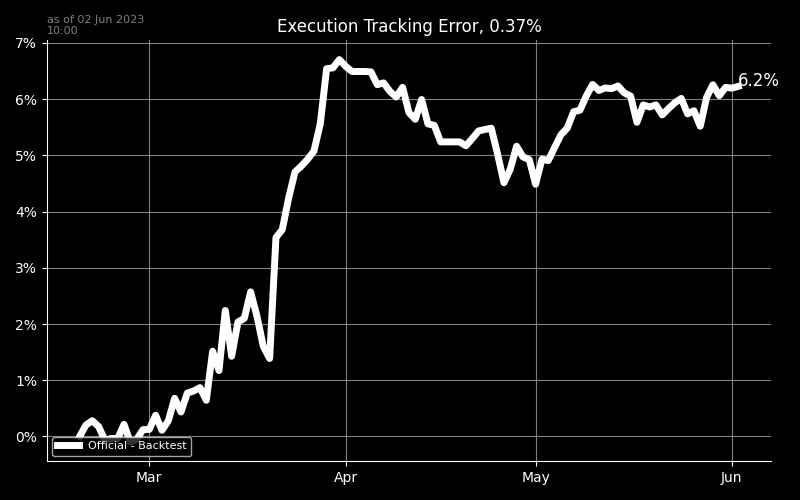 as of 02 Jun 2023
10:00
Execution Tracking Error, 0.37%
7%
6%
5%
4%
3%
2%
1%
0%
6.2%
Official - Backtest
Mar
Apr
May
Jun